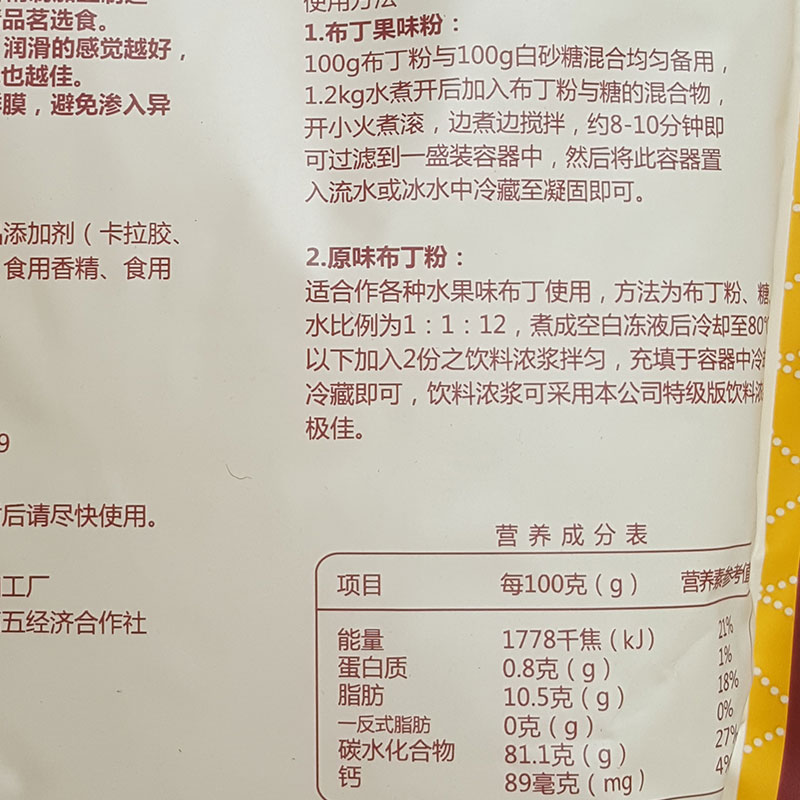 品茗选食。
润滑的感觉越好，
也越佳。
膜，避免渗入异
添加剂（卡拉胶、
食用香精、食用
9
后请尽快使用。
工厂
五经济合作社
使用方法
1.布丁果味粉：
100g布丁粉与100g白砂糖混合均匀备用，
1.2kg水煮开后加入布丁粉与糖的混合物，
开小火煮滚，边煮边搅拌，约8-10分钟即
可过滤到一盛装容器中，然后将此容器置
入流水或冰水中冷藏至凝固即可。
2.原味布丁粉：
适合作各种水果味布丁使用，方法为布丁粉、糖
水比例为1：1：12，煮成空白冻液后冷却至80
以下加入2份之饮料浓浆拌匀，充填于容器中冷
冷藏即可，饮料浓浆可采用本公司特级版饮料浓
极佳。
营养成分表
项目 每100克（g） 营养素参考值
能量 1778千焦（kJ） 21%
蛋白质 0.8克（g） 1%
脂肪 10.5克（g） 18%
一反式脂肪 0克（g） 0%
碳水化合物 81.1克（g） 27%
钙 89毫克（mg） 4%